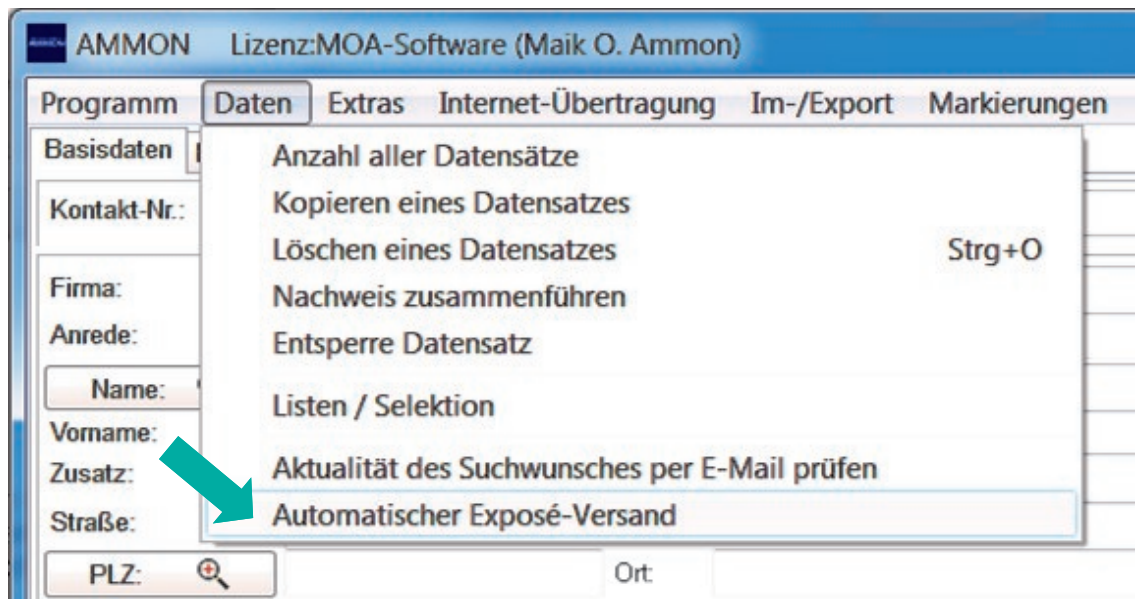 AMMON Lizenz:MOA-Software (Maik O. Ammon)
Programm Daten Extras Internet-Übertragung Im-/Export Markierungen
Basisdaten
Anzahl aller Datensätze
Kontakt-Nr.:
Kopieren eines Datensatzes
Löschen eines Datensatzes Strg+O
Firma:
Nachweis zusammenführen
Anrede:
Entsperre Datensatz
Name:
Listen / Selektion
Vorname:
Zusatz:
Aktualität des Suchwunsches per E-Mail prüfen
Straße:
Automatischer Exposé-Versand
PLZ: Ort: